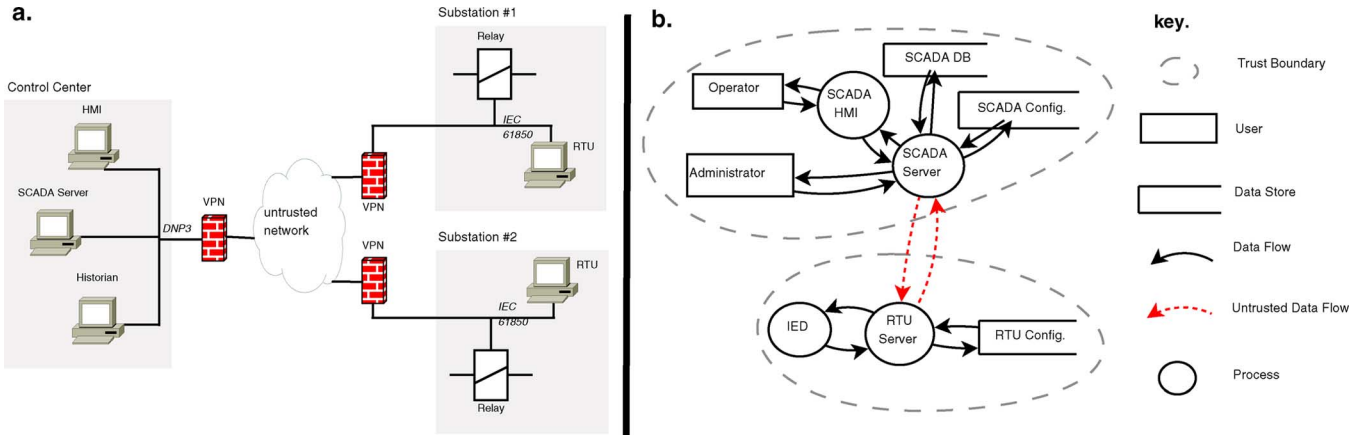 a.
Control Center
HMI
SCADA Server
Historian
DNP3
VPN
untrusted
network
VPN
VPN
Substation #1
Relay
IEC
61850
RTU
Substation #2
RTU
IEC
61850
Relay
b.
Operator
SCADA
HMI
SCADA DB
SCADA Config.
Administrator
SCADA
Server
IED
RTU
Server
RTU Config.
key.
Trust Boundary
User
Data Store
Data Flow
Untrusted Data Flow
Process